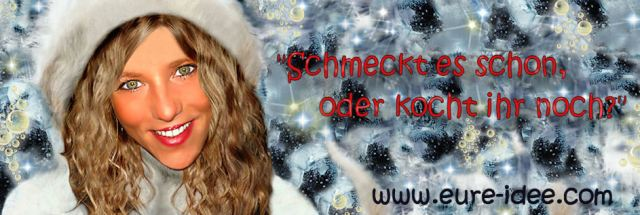 "Schmeckt es schon,
oder kocht ihr noch?"
www.eure-idee.com